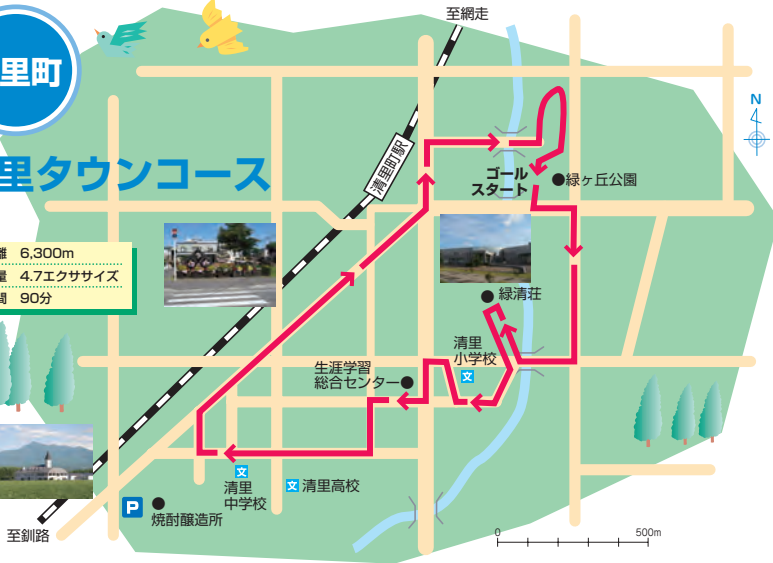 里町
里タウンコース
離 6,300m
量 4.7エクササイズ
間 90分
至網走
N
清里町駅
ゴール
スタート
緑ヶ丘公園
緑清荘
清里
小学校
文
生涯学習
総合センター
文
清里
中学校
文 清里高校
P
焼酎醸造所
至釧路
0 500m